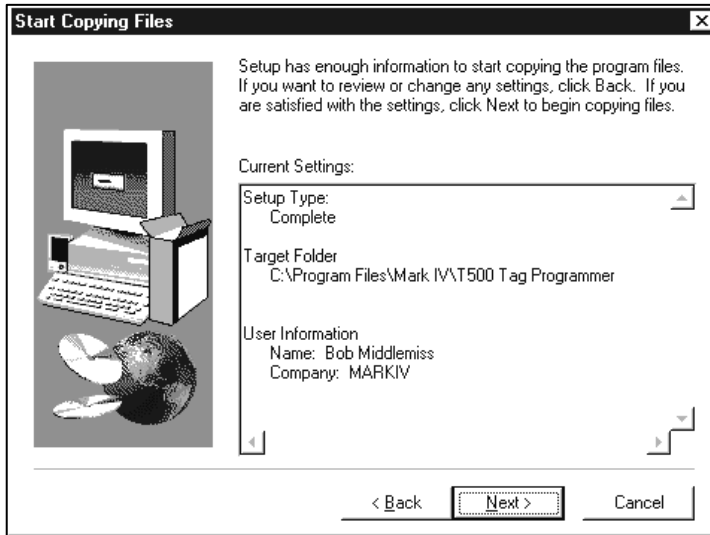 Start Copying Files
Setup has enough information to start copying the program files.
If you want to review or change any settings, click Back. If you
are satisfied with the settings, click Next to begin copying files.
Current Settings:
Setup Type:
Complete
Target Folder
C:\Program Files\Mark IV\T500 Tag Programmer
User Information
Name: Bob Middlemiss
Company: MARKIV
< Back
Next >
Cancel